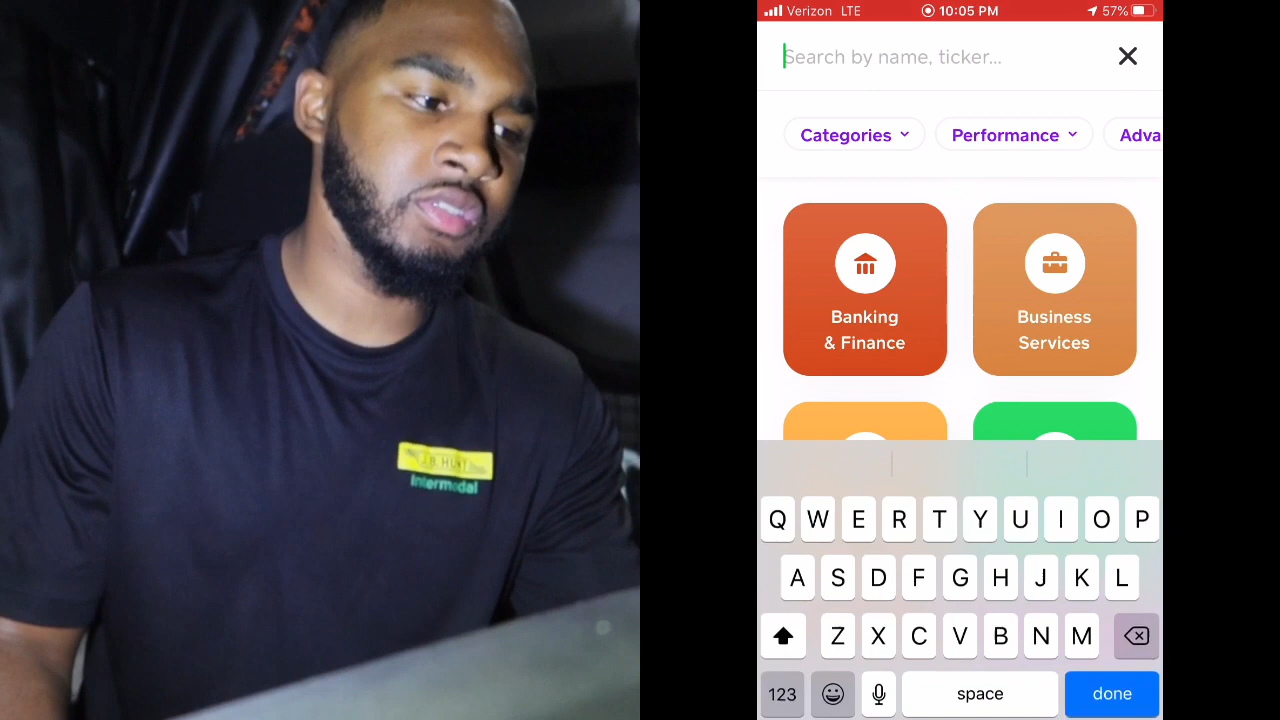 J.B. HUNT
Intermodal
Verizon LTE 10:05 PM 57%
Search by name, ticker...
Categories Performance Adva
Banking
& Finance
Business
Services
Q W E R T Y U I O P
A S D F G H J K L
Z X C V B N M
123 space done